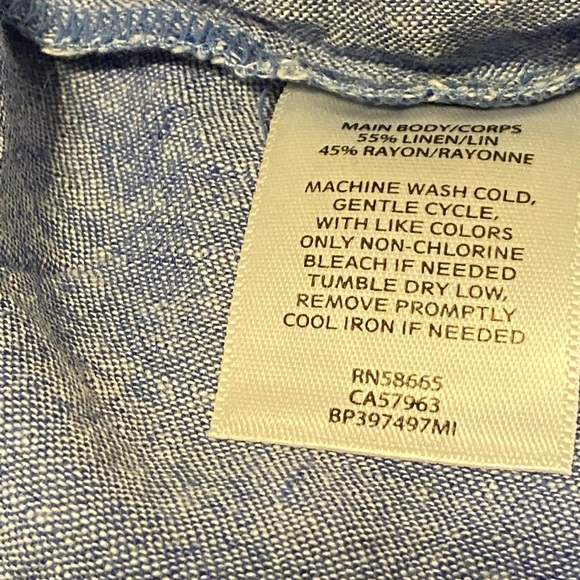 MAIN BODY/CORPS
55% LINEN/LIN
45% RAYON/RAYONNE
MACHINE WASH COLD,
GENTLE CYCLE,
WITH LIKE COLORS
ONLY NON-CHLORINE
BLEACH IF NEEDED
TUMBLE DRY LOW,
REMOVE PROMPTLY
COOL IRON IF NEEDED
RN58665
CA57963
BP397497MI